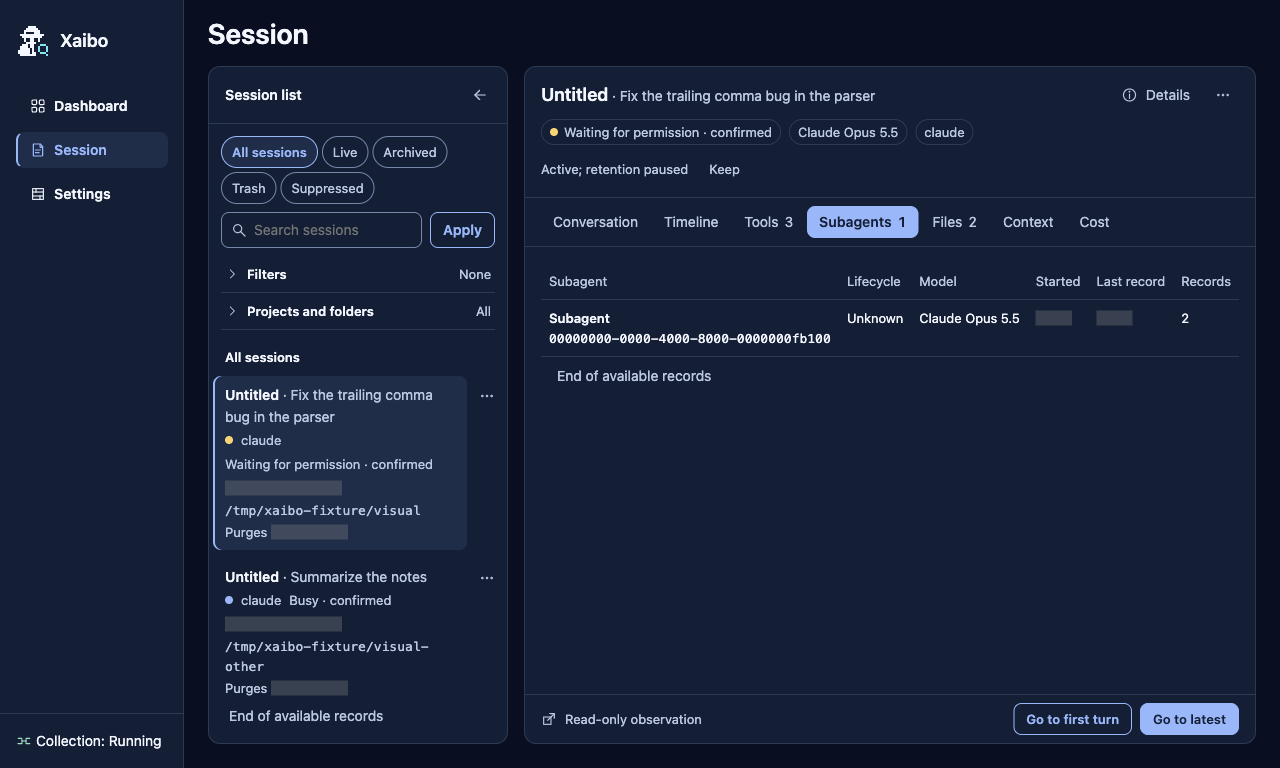 Xaibo
Dashboard
Session
Settings
Collection: Running
Session
Session list
All sessions
Live
Archived
Trash
Suppressed
Search sessions
Apply
Filters
None
Projects and folders
All
All sessions
Untitled · Fix the trailing comma
bug in the parser
claude
Waiting for permission · confirmed
/tmp/xaibo-fixture/visual
Purges
Untitled · Summarize the notes
claude Busy · confirmed
/tmp/xaibo-fixture/visual-
other
Purges
End of available records
Untitled · Fix the trailing comma bug in the parser
Details
Waiting for permission · confirmed
Claude Opus 5.5
claude
Active; retention paused Keep
Conversation Timeline Tools 3 Subagents 1 Files 2 Context Cost
Subagent Lifecycle Model Started Last record Records
Subagent Unknown Claude Opus 5.5 2
00000000-0000-4000-8000-0000000fb100
End of available records
Read-only observation
Go to first turn
Go to latest